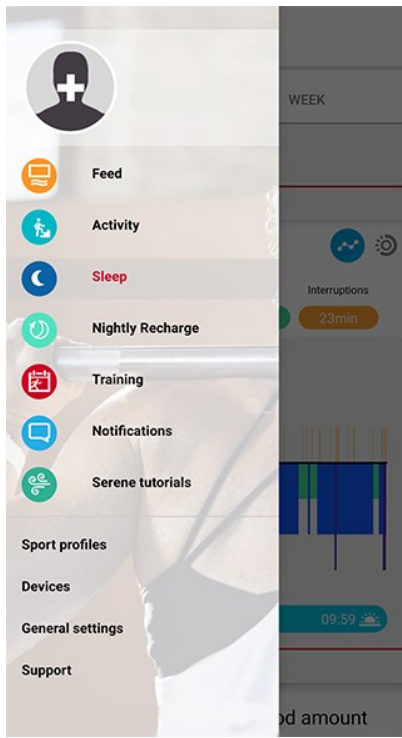 WEEK
Feed
Activity
Sleep
Interruptions
Nightly Recharge
23min
Training
Notifications
Serene tutorials
Sport profiles
Devices
General settings
09:59
Support
amount